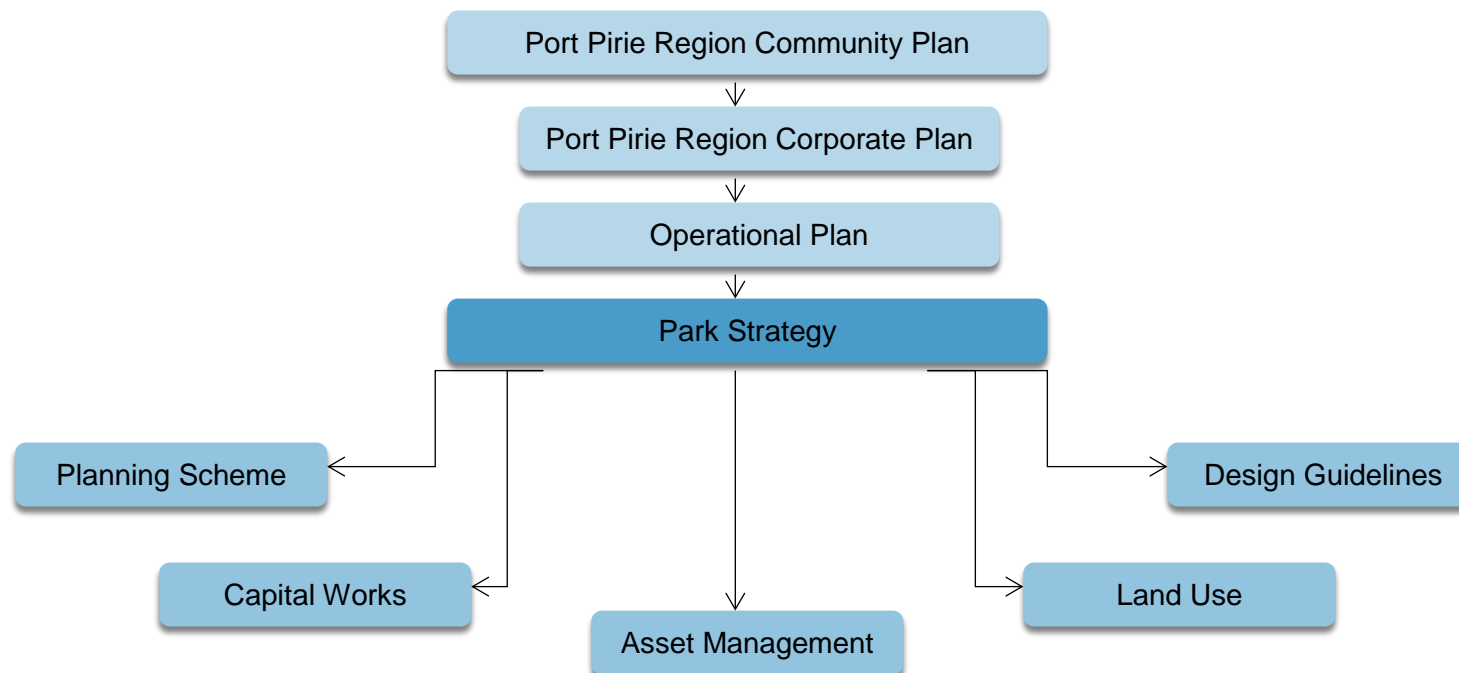 Port Pirie Region Community Plan
Port Pirie Region Corporate Plan
Operational Plan
Park Strategy
Planning Scheme
Design Guidelines
Capital Works
Land Use
Asset Management